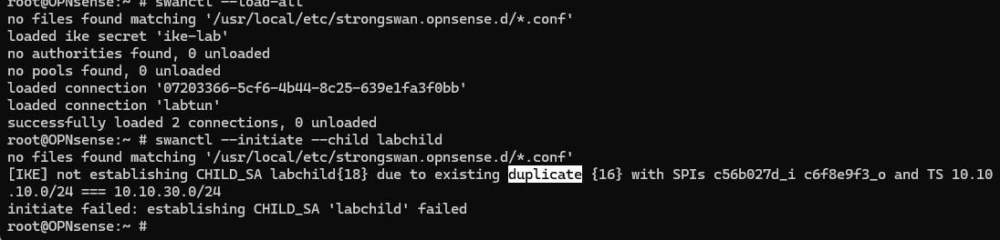 root@OPNsense:~ # swanctl --load-all
no files found matching '/usr/local/etc/strongswan.opnsense.d/*.conf'
loaded ike secret 'ike-lab'
no authorities found, 0 unloaded
no pools found, 0 unloaded
loaded connection '07203366-5cf6-4b44-8c25-639e1fa3f0bb'
loaded connection 'labtun'
successfully loaded 2 connections, 0 unloaded
root@OPNsense:~ # swanctl --initiate --child labchild
no files found matching '/usr/local/etc/strongswan.opnsense.d/*.conf'
[IKE] not establishing CHILD_SA labchild{18} due to existing duplicate {16} with SPIs c56b027d_i c6f8e9f3_o and TS 10.10
.10.0/24 === 10.10.30.0/24
initiate failed: establishing CHILD_SA 'labchild' failed
root@OPNsense:~ #